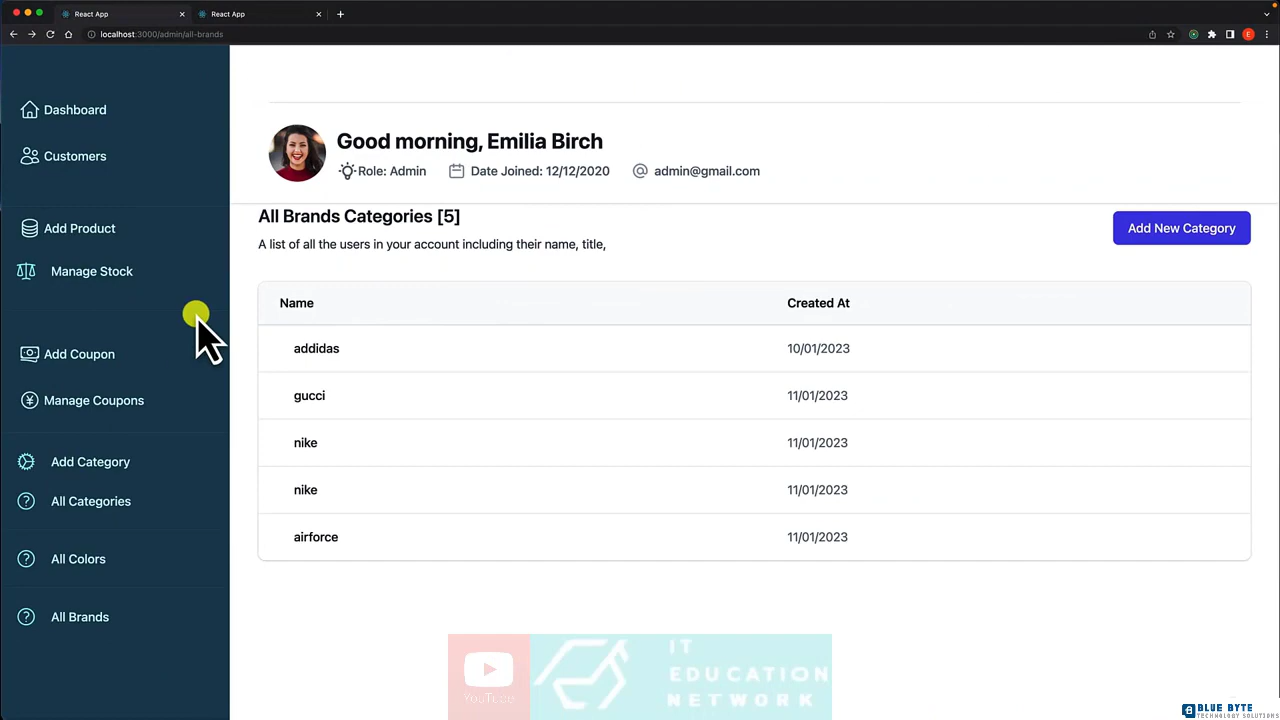 React App
React App
localhost:3000/admin/all-brands
E
Dashboard
Customers
Add Product
Manage Stock
Add Coupon
Manage Coupons
Add Category
All Categories
All Colors
All Brands
Good morning, Emilia Birch
Role: Admin
Date Joined: 12/12/2020
admin@gmail.com
All Brands Categories [5]
A list of all the users in your account including their name, title,
Add New Category
Name Created At
addidas 10/01/2023
gucci 11/01/2023
nike 11/01/2023
nike 11/01/2023
airforce 11/01/2023
YouTube
IT
EDUCATION
NETWORK
BLUE BYTE
TECHNOLOGY SOLUTIONS